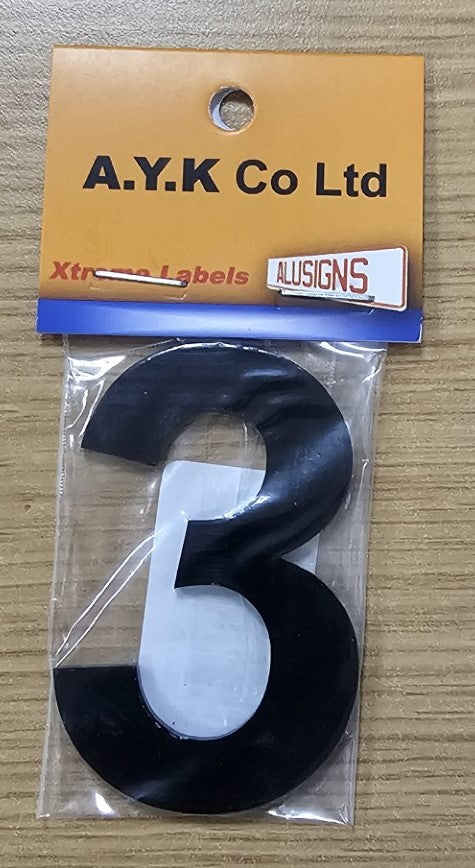 A.Y.K Co Ltd
Xtreme Labels
ALUSIGNS
3